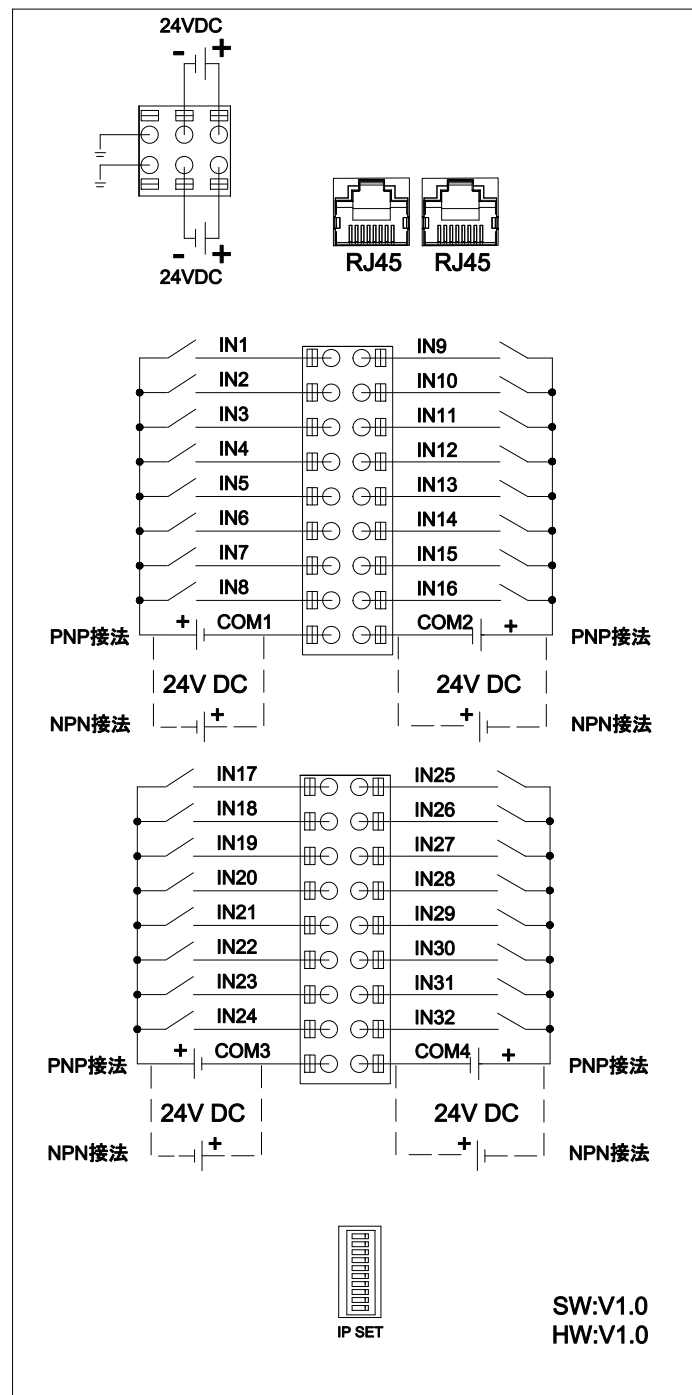 24VDC
- +
- +
24VDC
RJ45 RJ45
IN1 IN9
IN2 IN10
IN3 IN11
IN4 IN12
IN5 IN13
IN6 IN14
IN7 IN15
IN8 IN16
PNP接法 + COM1 COM2 + PNP接法
24V DC 24V DC
NPN接法 + + NPN接法
IN17 IN25
IN18 IN26
IN19 IN27
IN20 IN28
IN21 IN29
IN22 IN30
IN23 IN31
IN24 IN32
PNP接法 + COM3 COM4 + PNP接法
24V DC 24V DC
NPN接法 + + NPN接法
IP SET
SW:V1.0
HW:V1.0